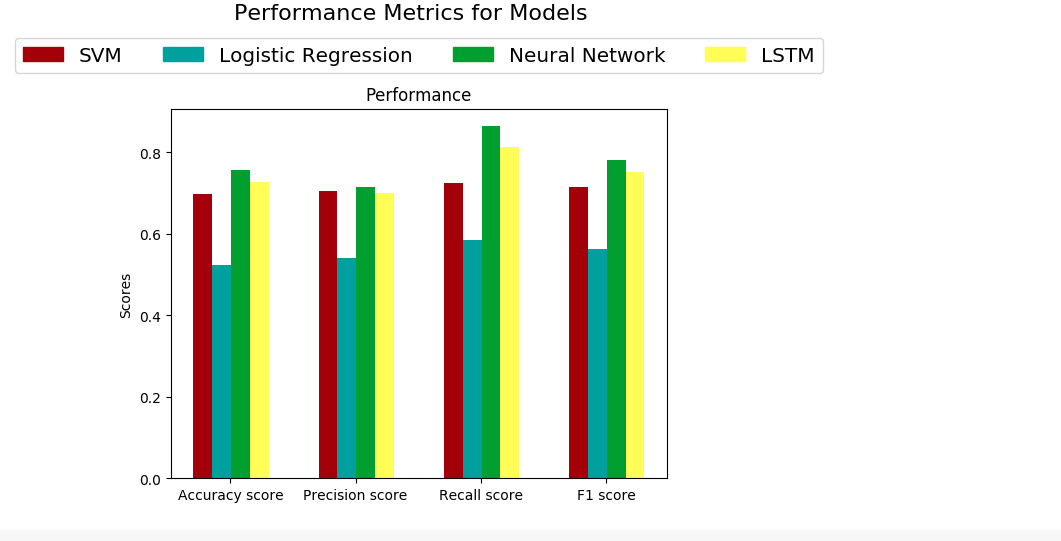 Performance Metrics for Models
SVM Logistic Regression Neural Network LSTM
Performance
Scores
0.8
0.6
0.4
0.2
0.0
Accuracy score Precision score Recall score F1 score